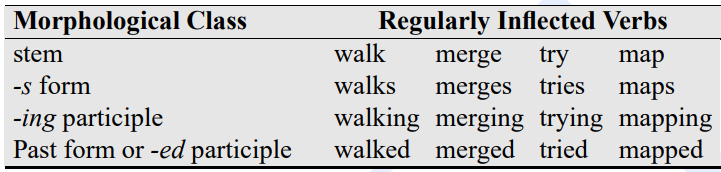 Morphological Class Regularly Inflected Verbs
stem walk merge try map
-s form walks merges tries maps
-ing participle walking merging trying mapping
Past form or -ed participle walked merged tried mapped